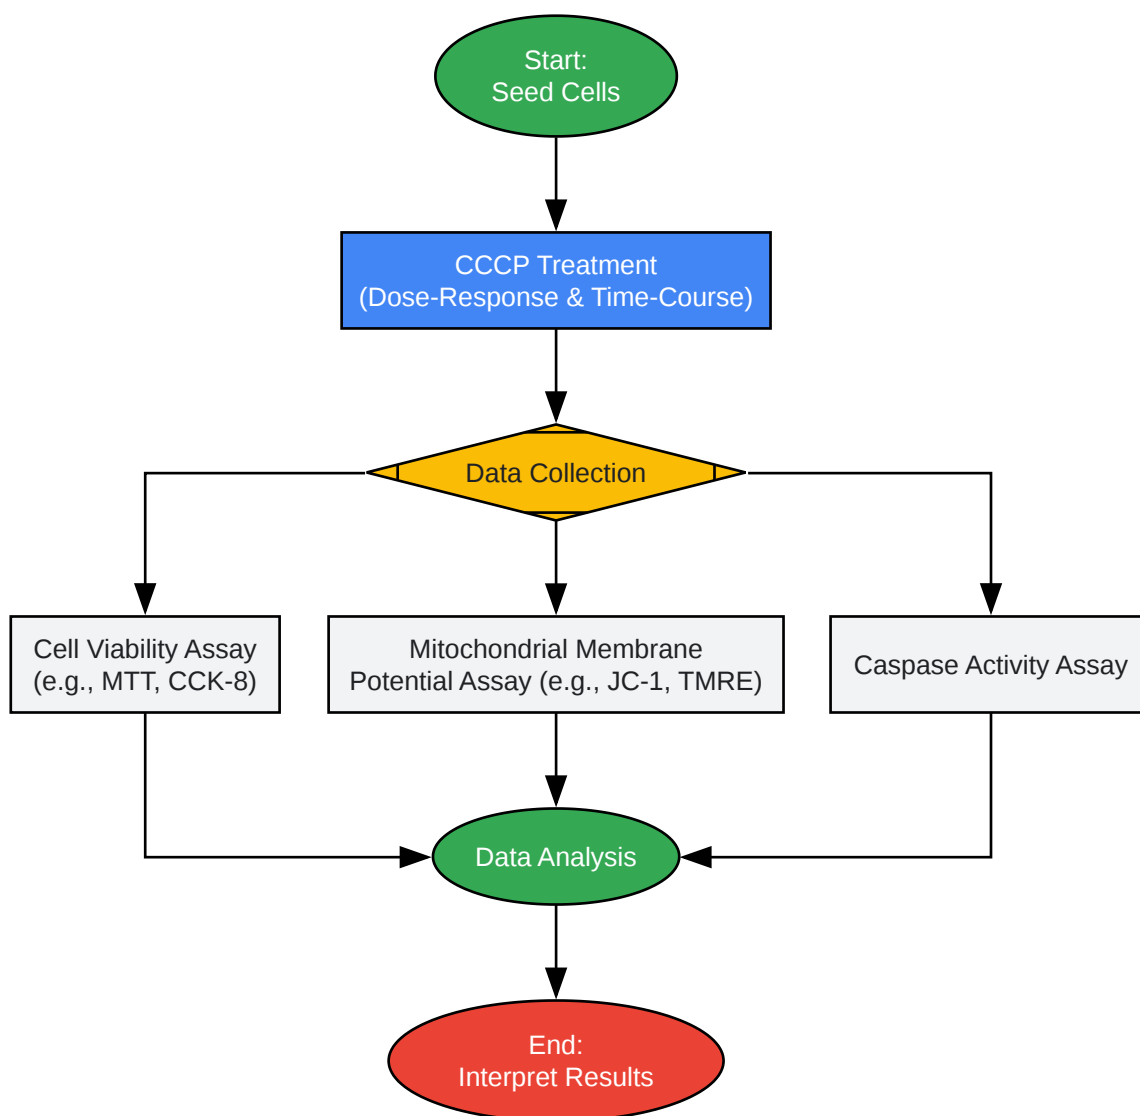 Start:
Seed Cells
CCCP Treatment
(Dose-Response & Time-Course)
Data Collection
Cell Viability Assay
(e.g., MTT, CCK-8)
Mitochondrial Membrane
Potential Assay (e.g., JC-1, TMRE)
Caspase Activity Assay
Data Analysis
End:
Interpret Results